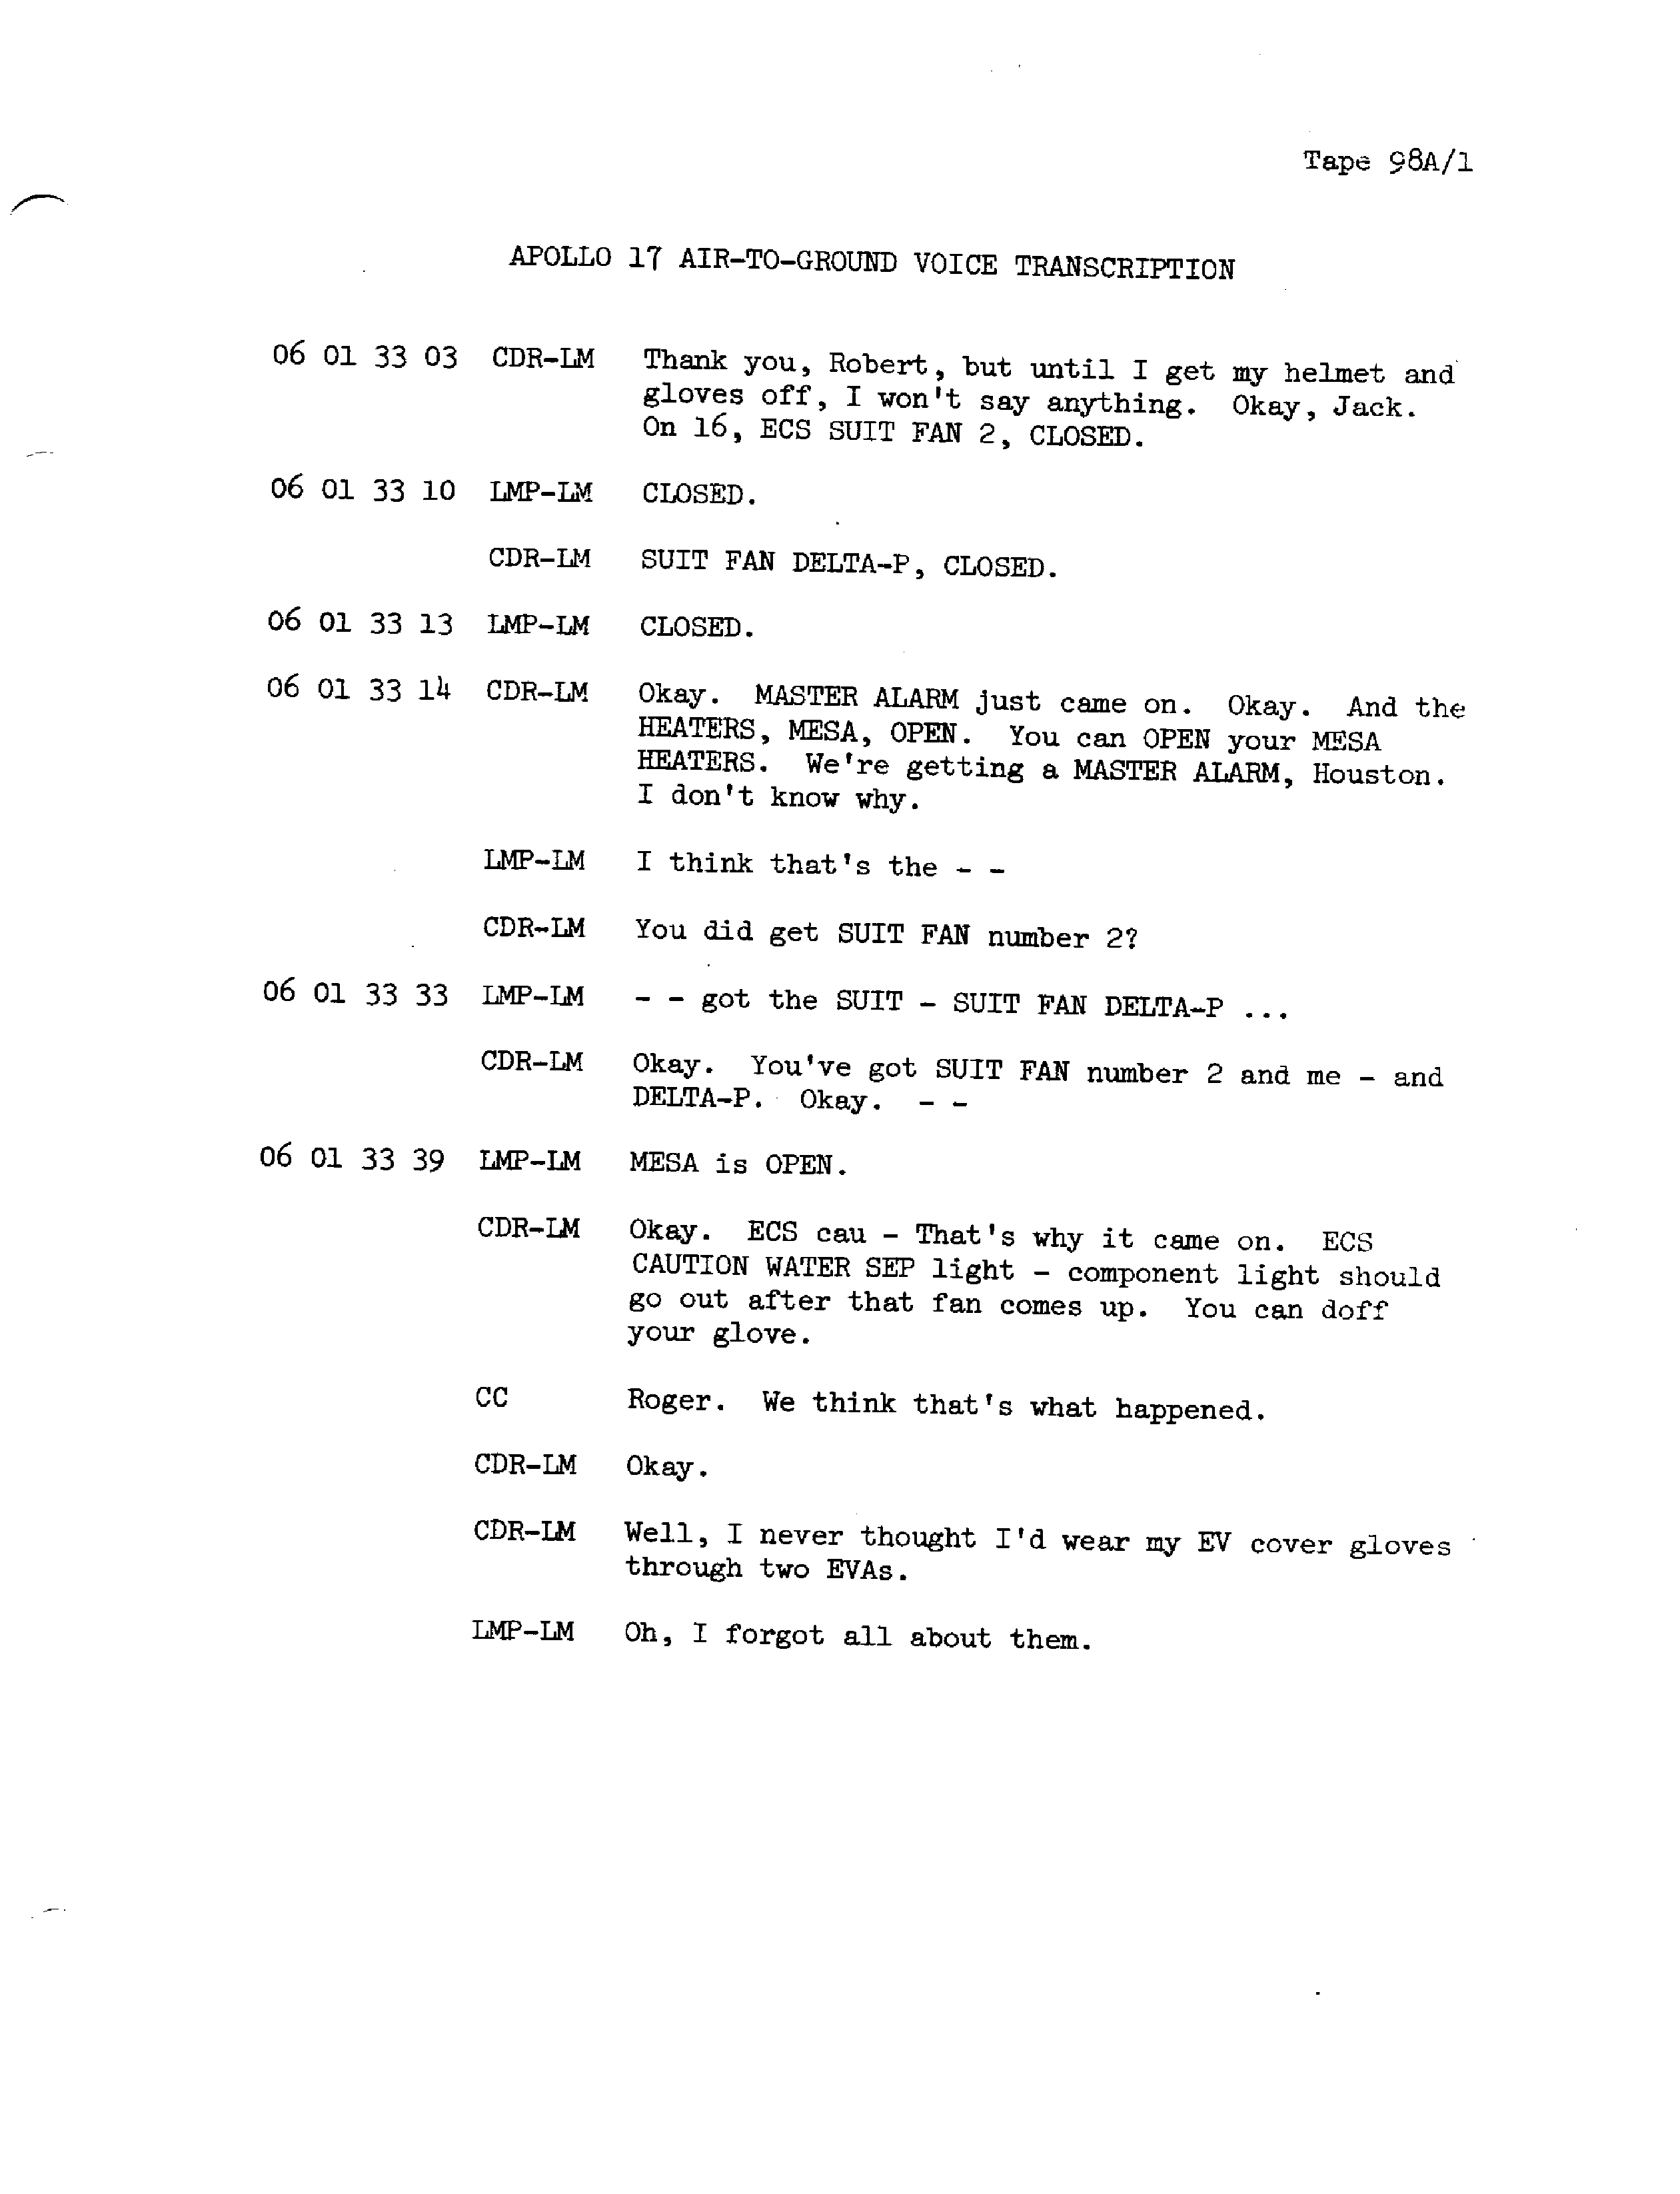 Tape 98A/1
APOLLO 17 AIR-TO-GROUND VOICE TRANSCRIPTION
06 01 33 03 CDR-LM Thank you, Robert, but until I get my helmet and
gloves off, I won't say anything. Okay, Jack.
On 16, ECS SUIT FAN 2, CLOSED.
06 01 33 10 LMP-LM CLOSED.
CDR-LM SUIT FAN DELTA-P, CLOSED.
06 01 33 13 LMP-LM CLOSED.
06 01 33 14 CDR-LM Okay. MASTER ALARM just came on. Okay. And the
HEATERS, MESA, OPEN. You can OPEN your MESA
HEATERS. We're getting a MASTER ALARM, Houston.
I don't know why.
LMP-LM I think that's the - -
CDR-LM You did get SUIT FAN number 2?
06 01 33 33 LMP-LM - - got the SUIT - SUIT FAN DELTA-P ...
CDR-LM Okay. You've got SUIT FAN number 2 and me - and
DELTA-P. Okay. - -
06 01 33 39 LMP-LM MESA is OPEN.
CDR-LM Okay. ECS cau - That's why it came on. ECS
CAUTION WATER SEP light - component light should
go out after that fan comes up. You can doff
your glove.
CC Roger. We think that's what happened.
CDR-LM Okay.
CDR-LM Well, I never thought I'd wear my EV cover gloves
through two EVAs.
LMP-LM Oh, I forgot all about them.